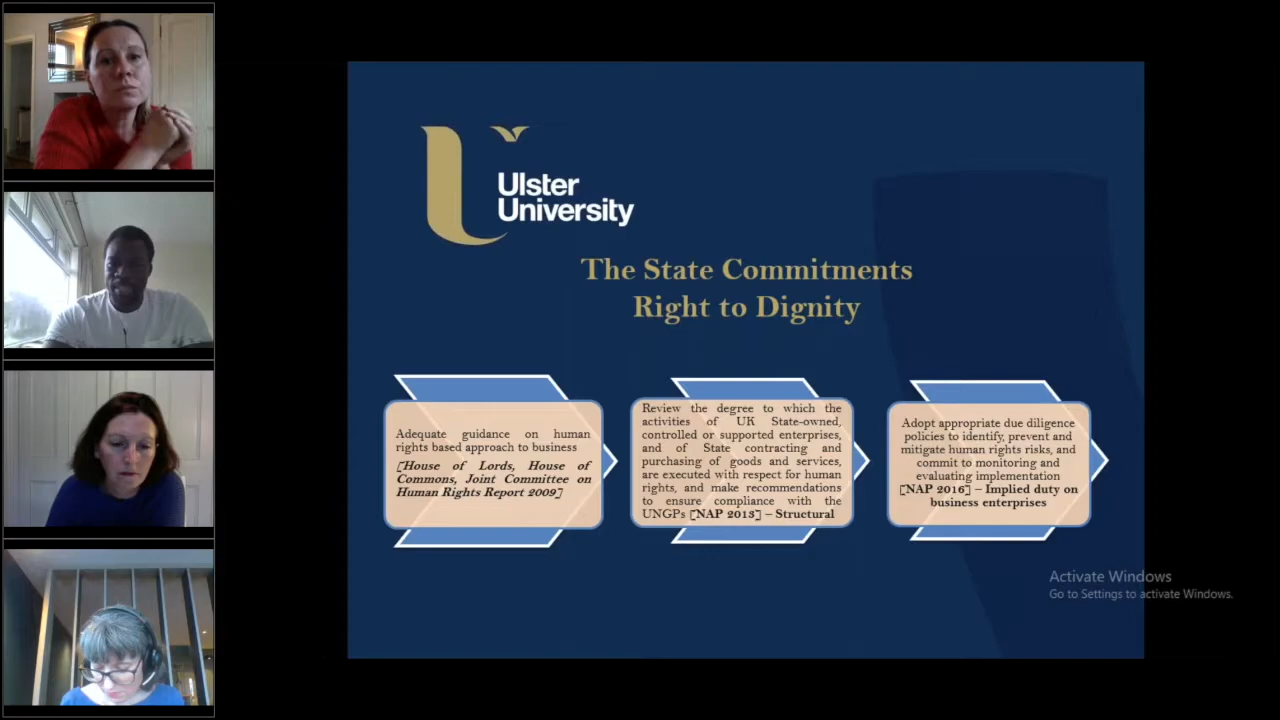 Ulster
University
The State Commitments
Right to Dignity
Adequate guidance on human
rights based approach to business
[House of Lords, House of
Commons, Joint Committee on
Human Rights Report 2009]
Review the degree to which the
activities of UK State-owned,
controlled or supported enterprises,
and of State contracting and
purchasing of goods and services,
are executed with respect for human
rights, and make recommendations
to ensure compliance with the
UNGPs [NAP 2013] – Structural
Adopt appropriate due diligence
policies to identify, prevent and
mitigate human rights risks, and
commit to monitoring and
evaluating implementation
[NAP 2016] – Implied duty on
business enterprises
Activate Windows
Go to Settings to activate Windows.